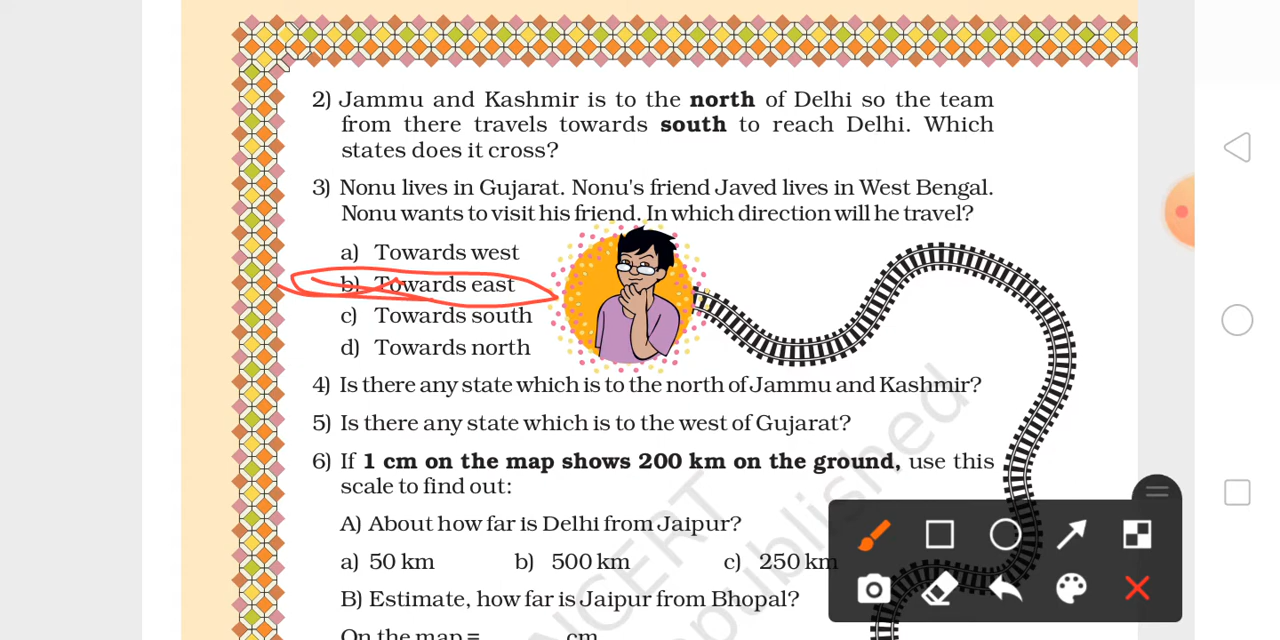 2) Jammu and Kashmir is to the north of Delhi so the team
from there travels towards south to reach Delhi. Which
states does it cross?
3) Nonu lives in Gujarat. Nonu's friend Javed lives in West Bengal.
Nonu wants to visit his friend. In which direction will he travel?
a) Towards west
b) Towards east
c) Towards south
d) Towards north
4) Is there any state which is to the north of Jammu and Kashmir?
5) Is there any state which is to the west of Gujarat?
6) If 1 cm on the map shows 200 km on the ground, use this
scale to find out:
A) About how far is Delhi from Jaipur?
a) 50 km b) 500 km c) 250 km
B) Estimate, how far is Jaipur from Bhopal?
On the map = cm
NCERT
republished